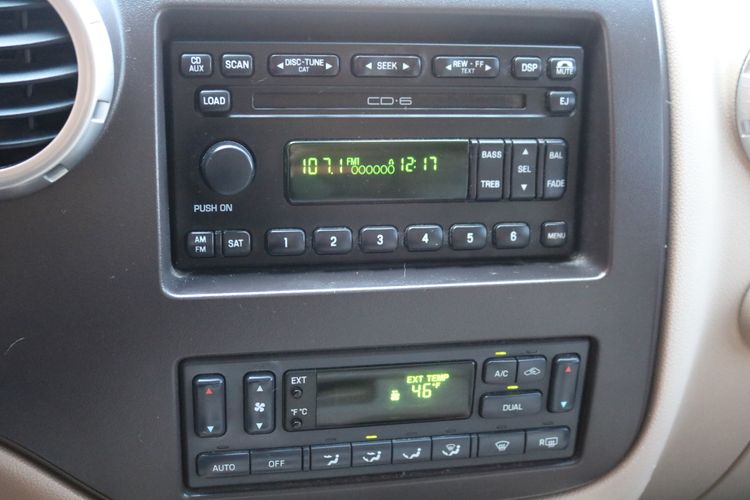 CD AUX SCAN DISC-TUNE CAT SEEK REW - FF TEXT DSP MUTE
LOAD CD-6 EJ
107.1 FM1 12:17
BASS SEL BAL
TREB FADE
PUSH ON
AM FM SAT 1 2 3 4 5 6 MENU
EXT EXT TEMP A/C
46°F
°F °C DUAL
AUTO OFF R